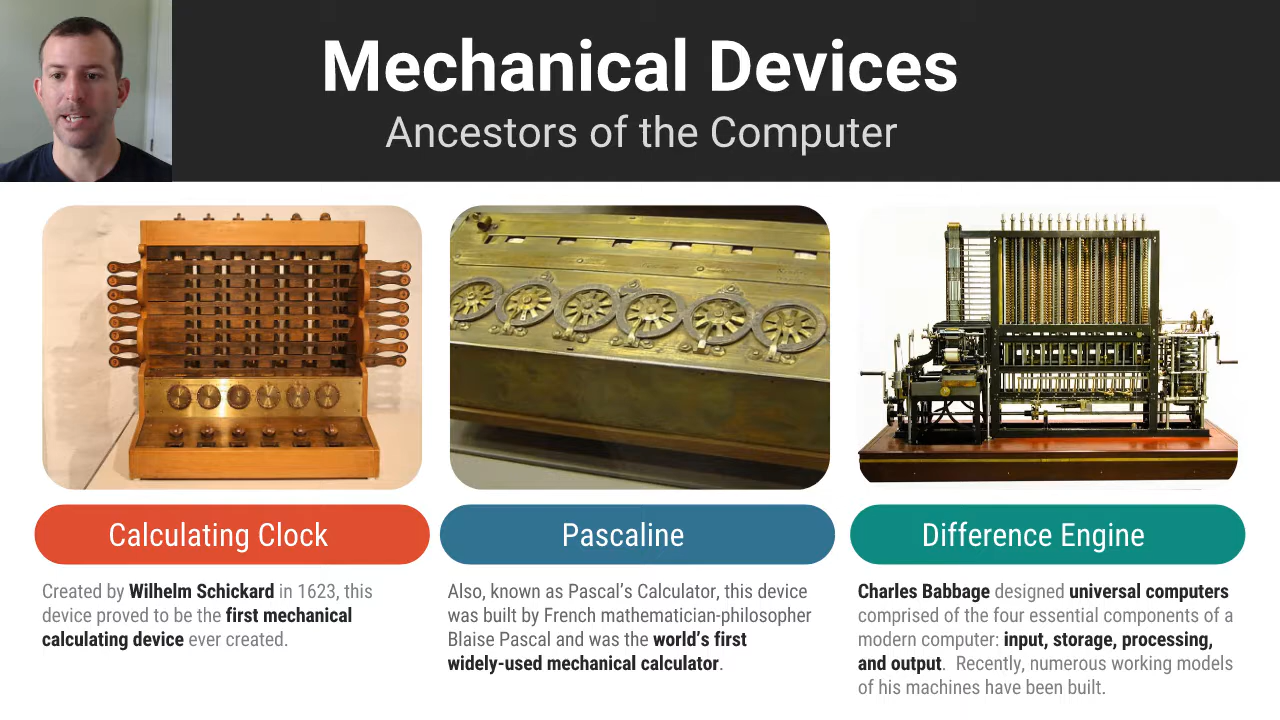 Mechanical Devices
Ancestors of the Computer
Calculating Clock
Created by Wilhelm Schickard in 1623, this
device proved to be the first mechanical
calculating device ever created.
Pascaline
Also, known as Pascal's Calculator, this device
was built by French mathematician-philosopher
Blaise Pascal and was the world's first
widely-used mechanical calculator.
Difference Engine
Charles Babbage designed universal computers
comprised of the four essential components of a
modern computer: input, storage, processing,
and output.  Recently, numerous working models
of his machines have been built.